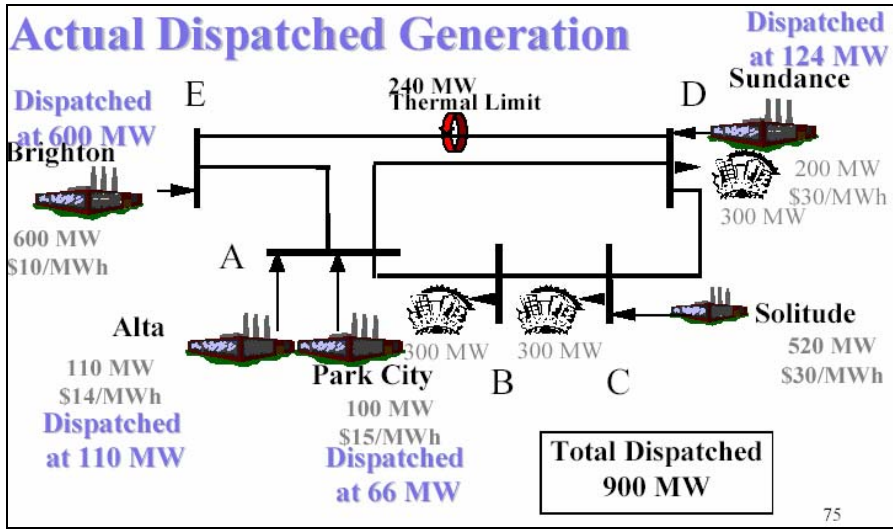 Actual Dispatched Generation
Dispatched
at 124 MW
Sundance
240 MW
Thermal Limit
E
D
Dispatched
at 600 MW
Brighton
200 MW
$30/MWh
300 MW
600 MW
$10/MWh
A
Alta
110 MW
$14/MWh
Dispatched
at 110 MW
Park City
100 MW
$15/MWh
Dispatched
at 66 MW
300 MW
B
300 MW
C
Solitude
520 MW
$30/MWh
Total Dispatched
900 MW
75